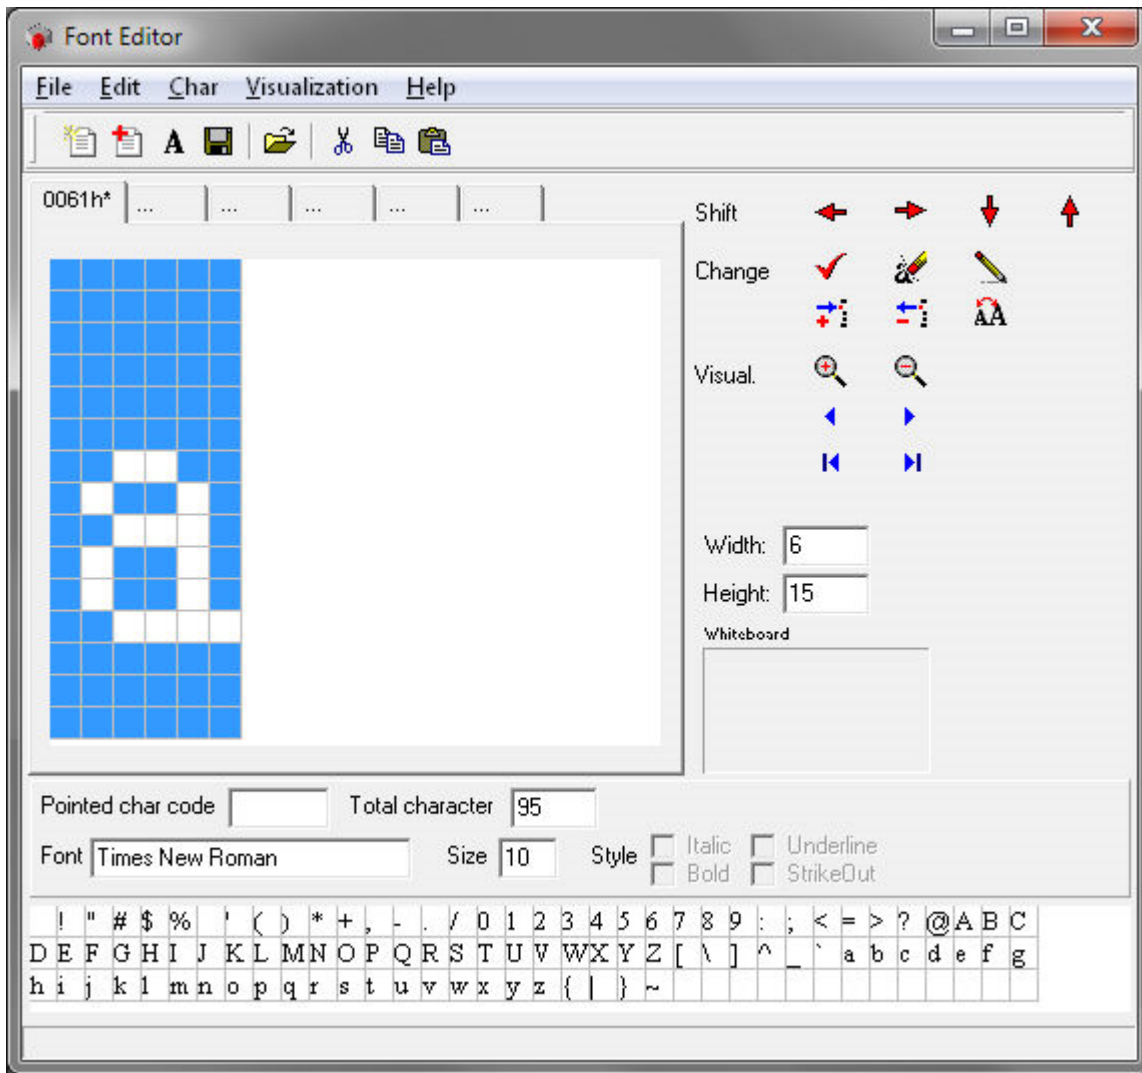 Font Editor
File Edit Char Visualization Help
A
0061h* ... ... ... ... ...
Shift
Change
AA
Visual.
Width: 6
Height: 15
Whiteboard
Pointed char code Total character 95
Font Times New Roman Size 10 Style Italic Underline
Bold StrikeOut
! " # $ % ' ( ) * + , - . / 0 1 2 3 4 5 6 7 8 9 : ; < = > ? @ A B C
D E F G H I J K L M N O P Q R S T U V W X Y Z [ \ ] ^ _ ` a b c d e f g
h i j k l m n o p q r s t u v w x y z { | } ~